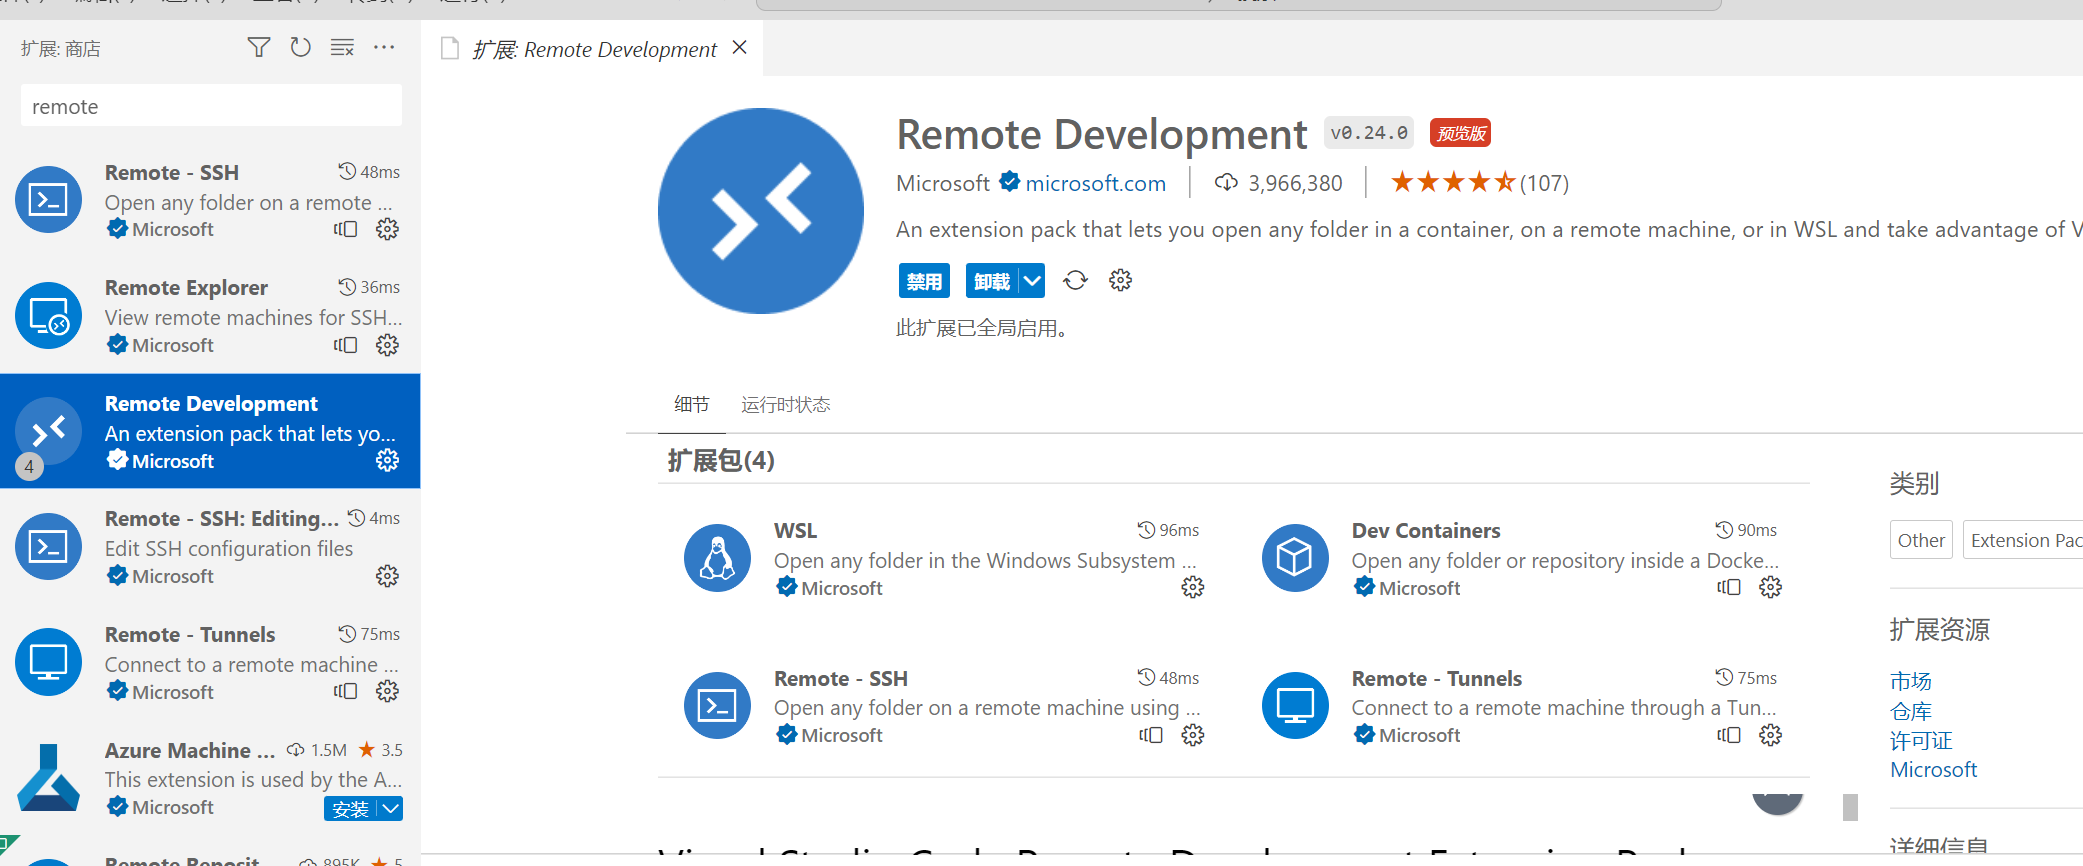 扩展: 商店
remote
Remote - SSH 48ms
Open any folder on a remote ...
Microsoft
Remote Explorer 36ms
View remote machines for SSH...
Microsoft
Remote Development
An extension pack that lets yo...
4 Microsoft
Remote - SSH: Editing... 4ms
Edit SSH configuration files
Microsoft
Remote - Tunnels 75ms
Connect to a remote machine ...
Microsoft
Azure Machine ... 1.5M 3.5
This extension is used by the A...
Microsoft 安装
扩展: Remote Development
Remote Development v0.24.0 预览版
Microsoft microsoft.com 3,966,380 (107)
An extension pack that lets you open any folder in a container, on a remote machine, or in WSL and take advantage of V
禁用 卸载
此扩展已全局启用。
细节 运行时状态
扩展包(4)
WSL 96ms
Open any folder in the Windows Subsystem ...
Microsoft
Dev Containers 90ms
Open any folder or repository inside a Docke...
Microsoft
Remote - SSH 48ms
Open any folder on a remote machine using ...
Microsoft
Remote - Tunnels 75ms
Connect to a remote machine through a Tun...
Microsoft
类别
Other Extension Pac
扩展资源
市场
仓库
许可证
Microsoft
详细信息